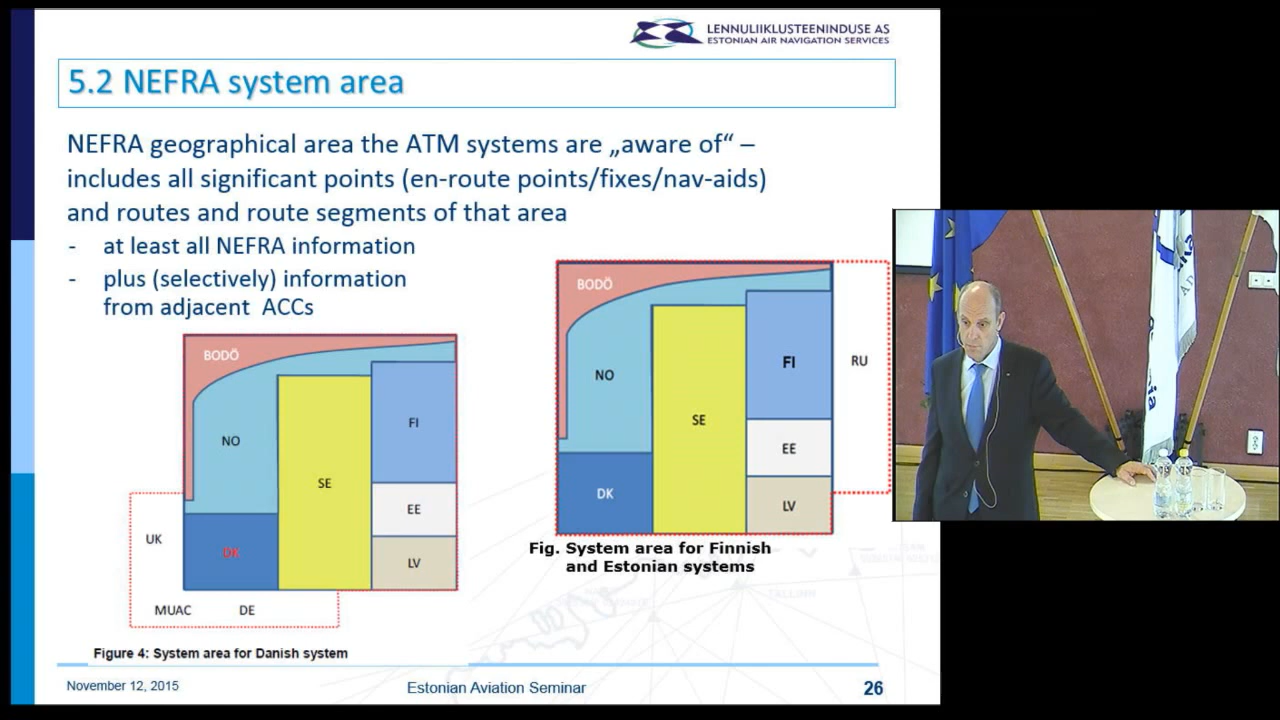 LENNULIIKLUSTEENINDUSE AS
ESTONIAN AIR NAVIGATION SERVICES
5.2 NEFRA system area
NEFRA geographical area the ATM systems are „aware of“ –
includes all significant points (en-route points/fixes/nav-aids)
and routes and route segments of that area
- at least all NEFRA information
- plus (selectively) information
from adjacent ACCs
BODÖ
NO
SE
FI
EE
LV
DK
UK
MUAC DE
Figure 4: System area for Danish system
BODÖ
NO
SE
FI
EE
LV
DK
RU
Fig. System area for Finnish
and Estonian systems
TALLINN
November 12, 2015
Estonian Aviation Seminar
26